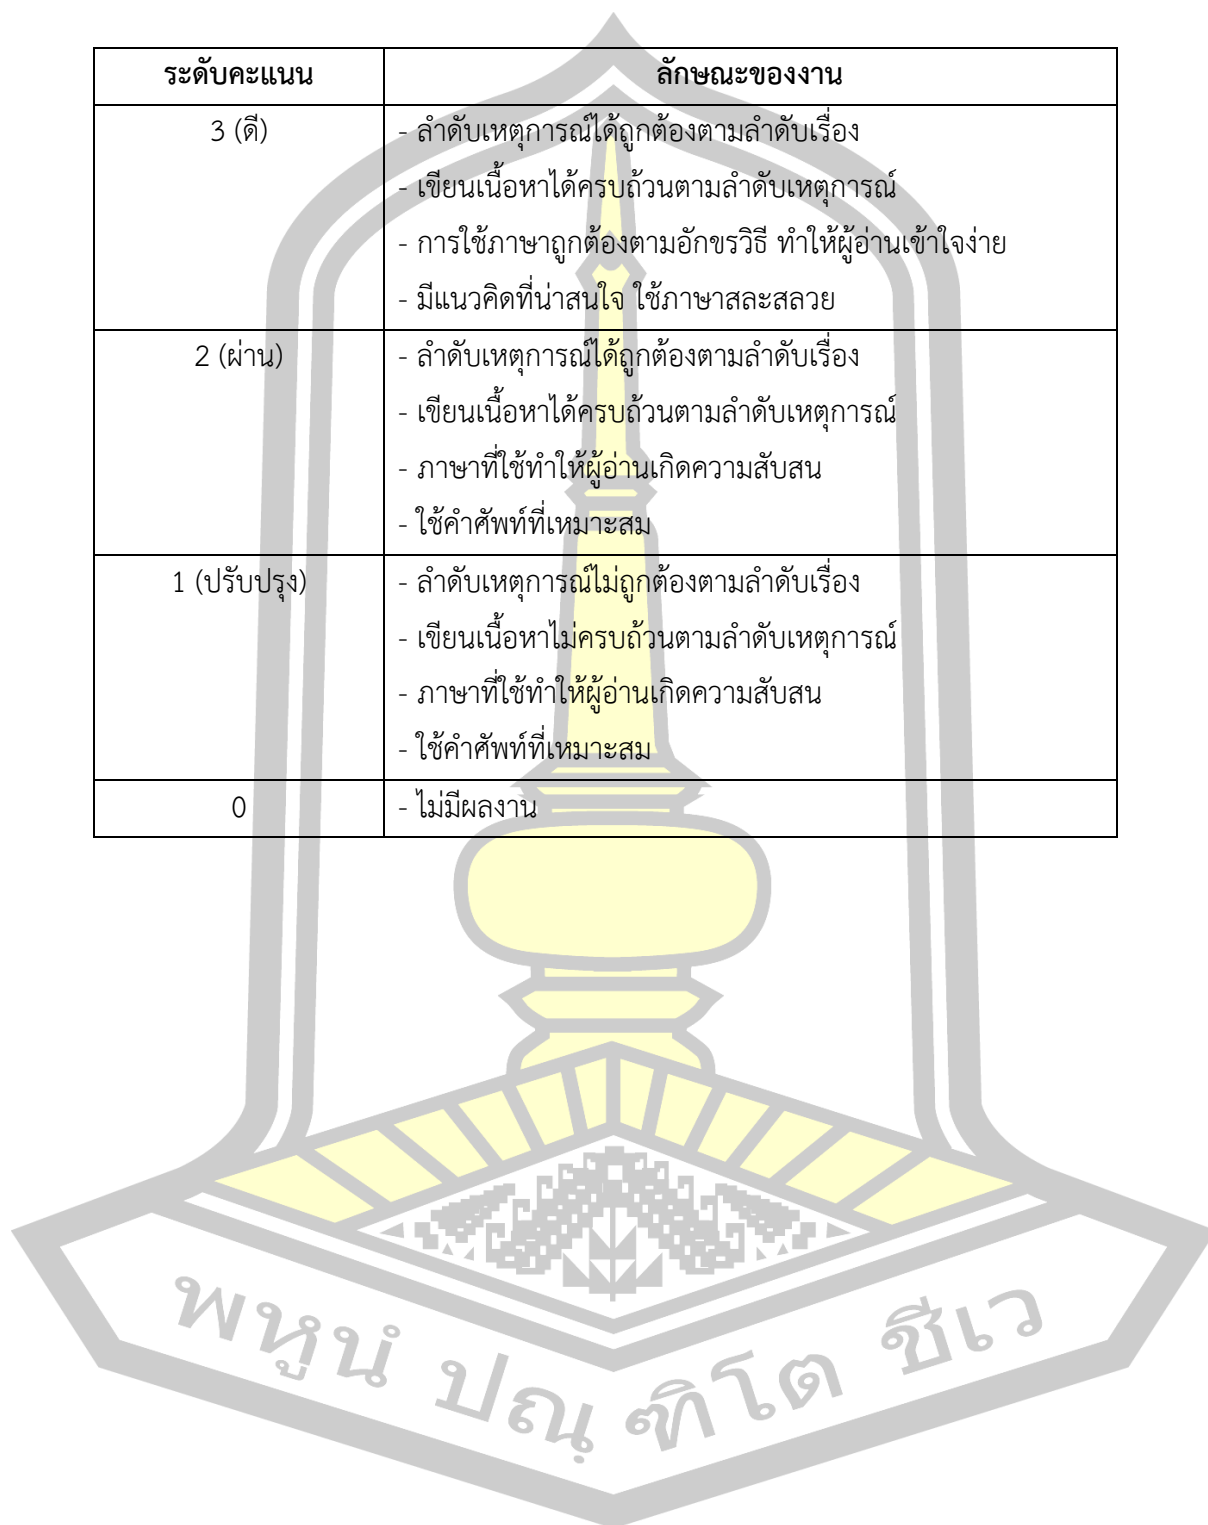 ระดับคะแนน ลักษณะของงาน
3 (ดี) - ลำดับเหตุการณ์ได้ถูกต้องตามลำดับเรื่อง
- เขียนเนื้อหาได้ครบถ้วนตามลำดับเหตุการณ์
- การใช้ภาษาถูกต้องตามอักขรวิธี ทำให้ผู้อ่านเข้าใจง่าย
- มีแนวคิดที่น่าสนใจ ใช้ภาษาสละสลวย
2 (ผ่าน) - ลำดับเหตุการณ์ได้ถูกต้องตามลำดับเรื่อง
- เขียนเนื้อหาได้ครบถ้วนตามลำดับเหตุการณ์
- ภาษาที่ใช้ทำให้ผู้อ่านเกิดความสับสน
- ใช้คำศัพท์ที่เหมาะสม
1 (ปรับปรุง) - ลำดับเหตุการณ์ไม่ถูกต้องตามลำดับเรื่อง
- เขียนเนื้อหาไม่ครบถ้วนตามลำดับเหตุการณ์
- ภาษาที่ใช้ทำให้ผู้อ่านเกิดความสับสน
- ใช้คำศัพท์ที่เหมาะสม
0 - ไม่มีผลงาน
พหูนํ ปณฺฑิโต ชีเว